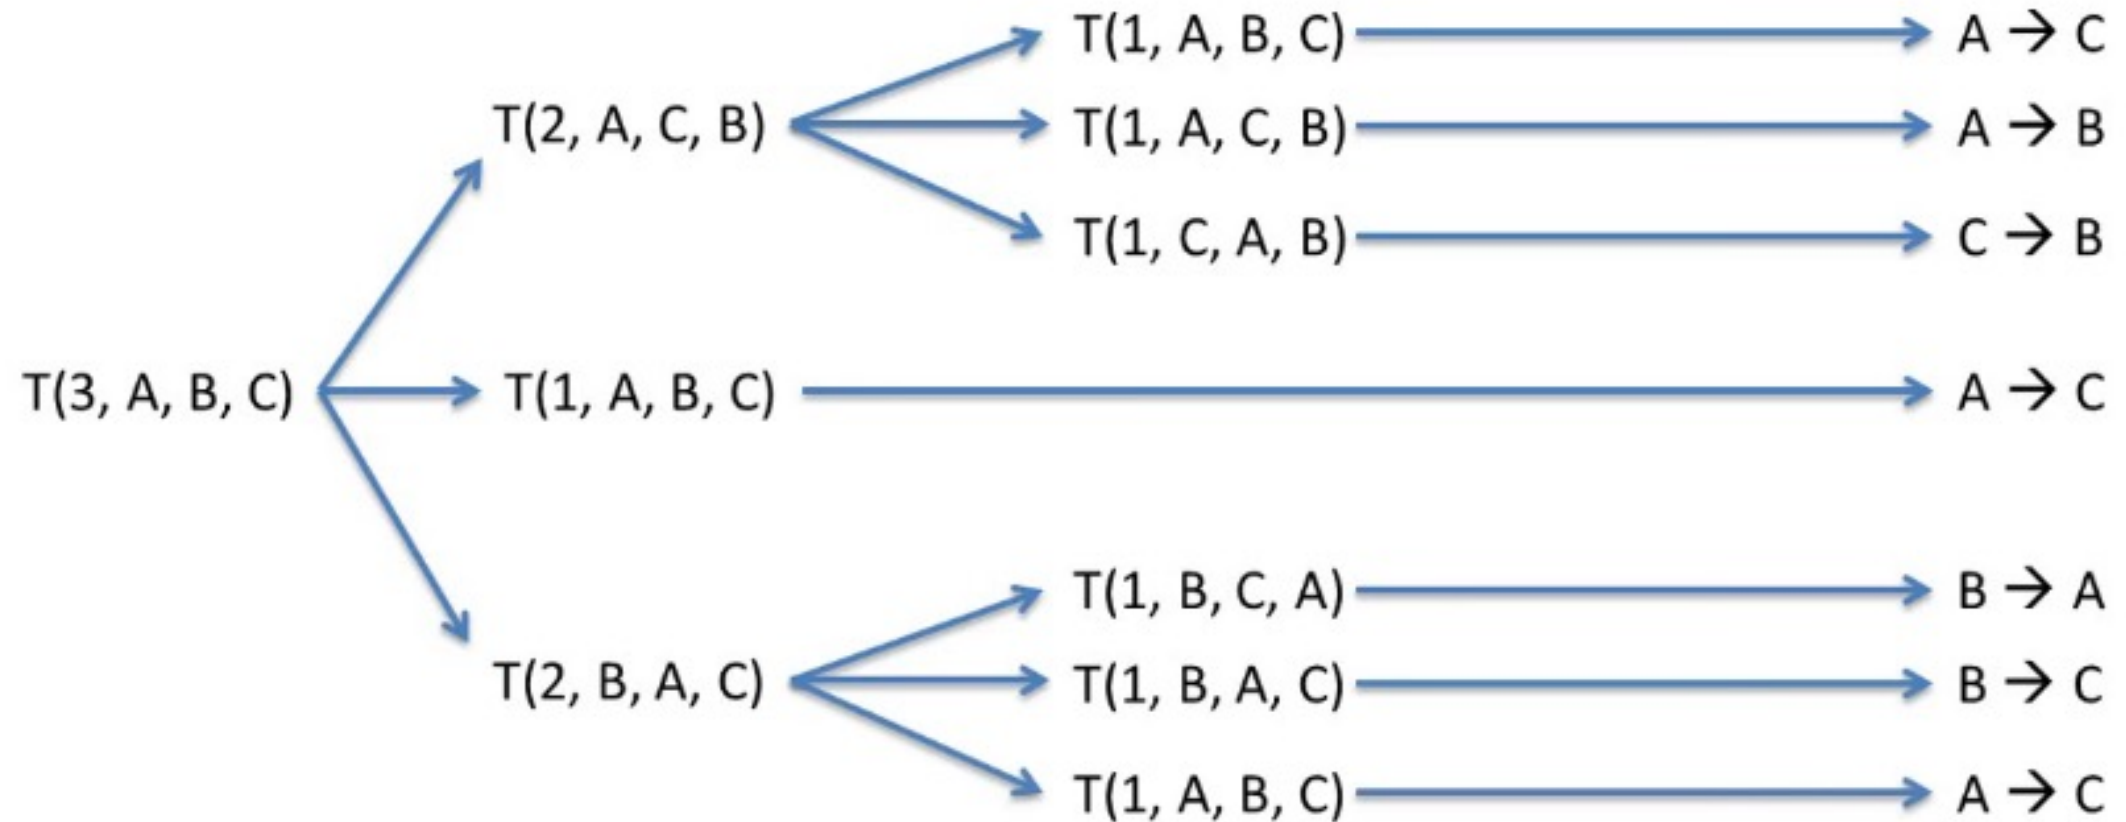 T(1, A, B, C) A → C
T(2, A, C, B) T(1, A, C, B) A → B
T(1, C, A, B) C → B
T(3, A, B, C) T(1, A, B, C) A → C
T(1, B, C, A) B → A
T(2, B, A, C) T(1, B, A, C) B → C
T(1, A, B, C) A → C